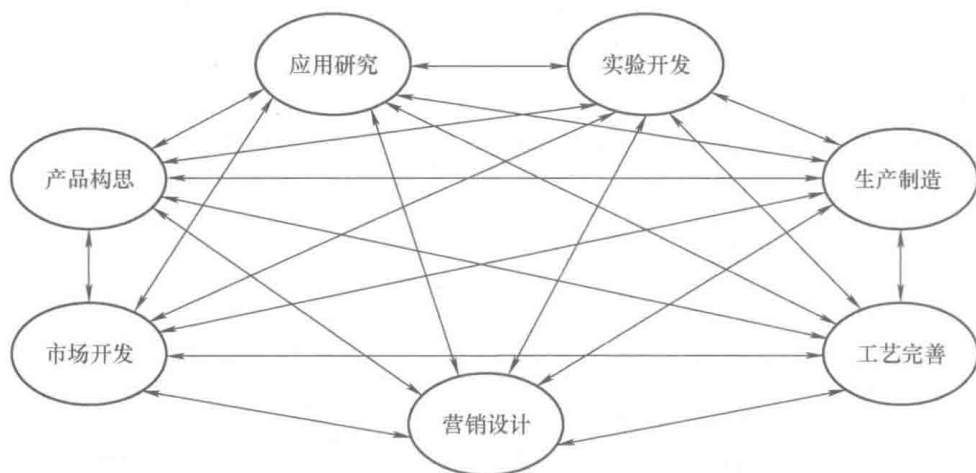 应用研究
实验开发
产品构思
生产制造
市场开发
工艺完善
营销设计